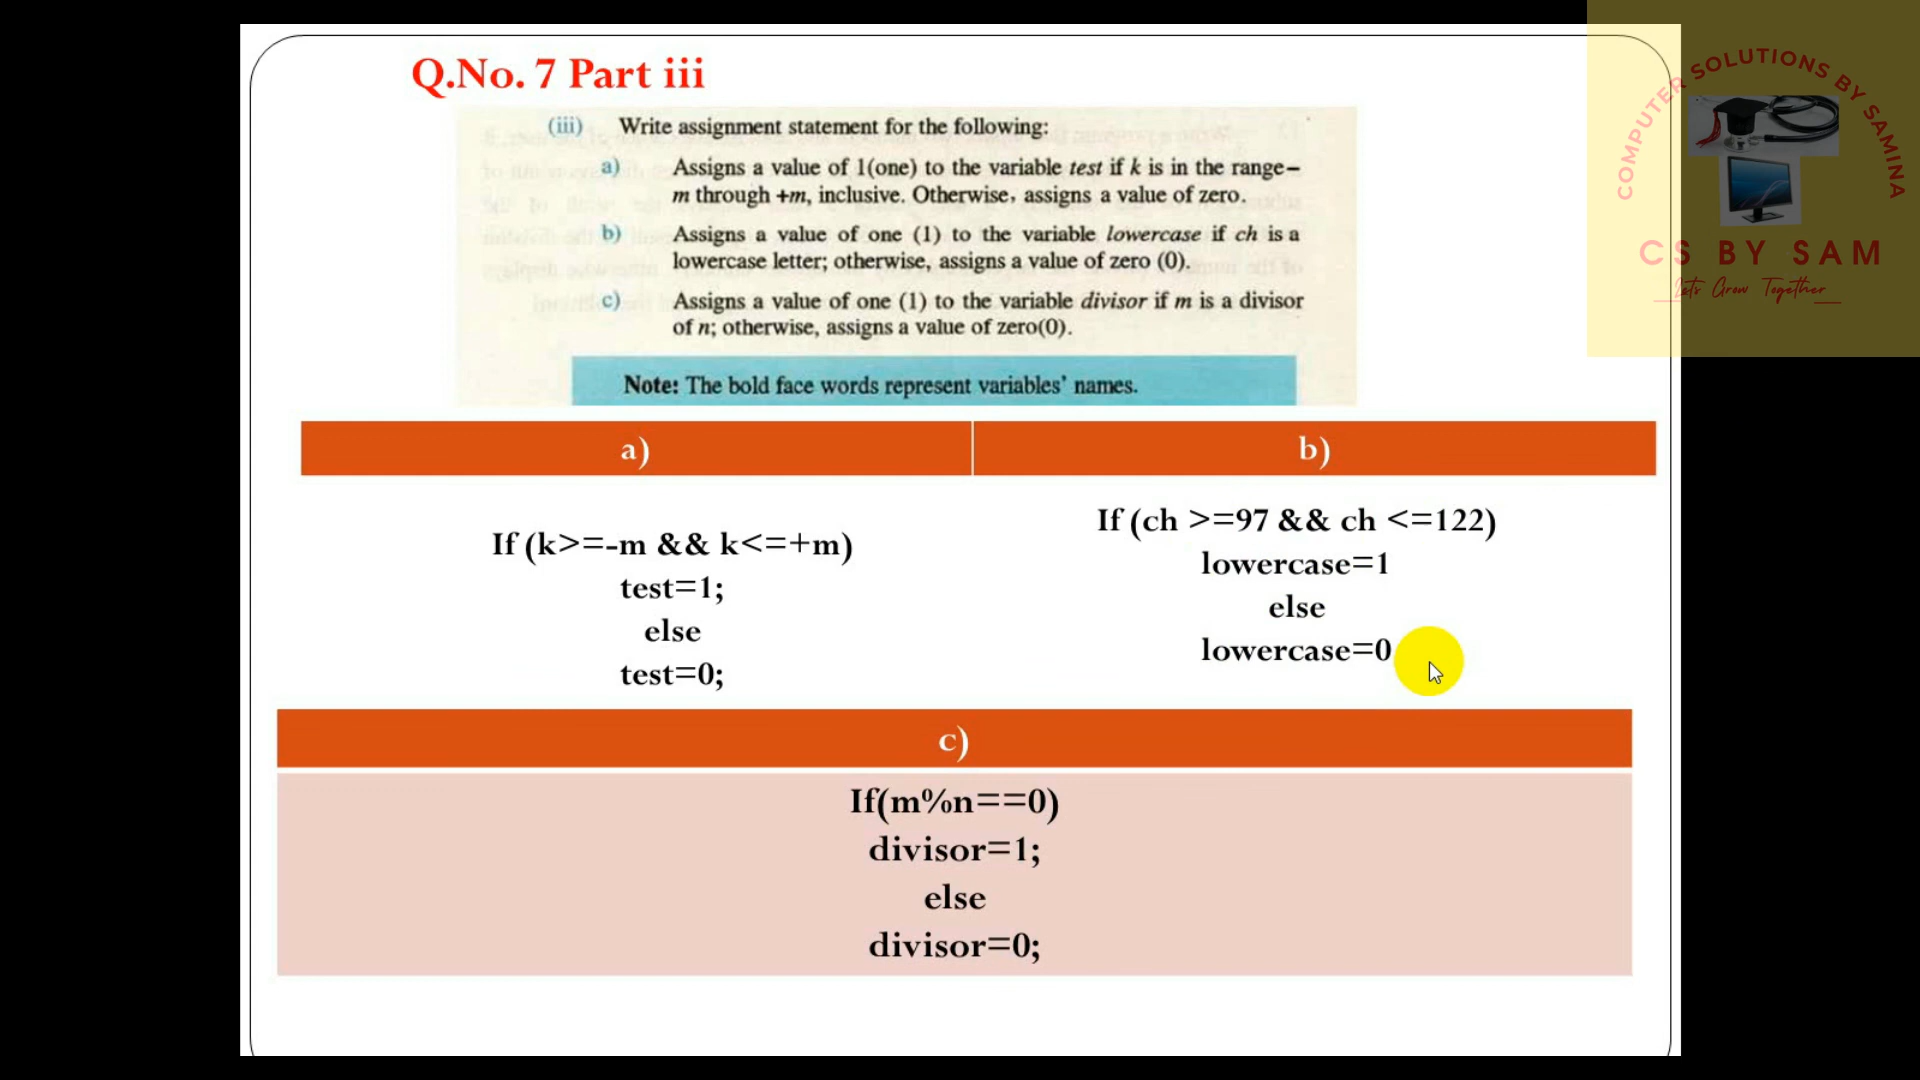 Q.No. 7 Part iii
(iii) Write assignment statement for the following:
a) Assigns a value of 1(one) to the variable test if k is in the range–
m through +m, inclusive. Otherwise, assigns a value of zero.
b) Assigns a value of one (1) to the variable lowercase if ch is a
lowercase letter; otherwise, assigns a value of zero (0).
c) Assigns a value of one (1) to the variable divisor if m is a divisor
of n; otherwise, assigns a value of zero(0).
Note: The bold face words represent variables' names.
COMPUTER SOLUTIONS BY SAMINA
CS BY SAM
Let's Grow Together
a)
If (k>=-m && k<=+m)
test=1;
else
test=0;
b)
If (ch >=97 && ch <=122)
lowercase=1
else
lowercase=0
c)
If(m%n==0)
divisor=1;
else
divisor=0;